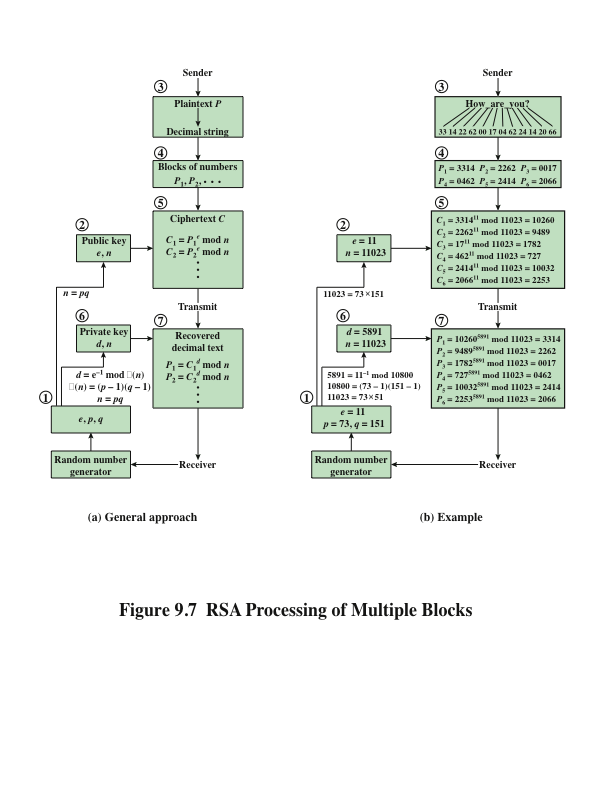 Sender
3
Plaintext P
Decimal string
4
Blocks of numbers
P₁, P₂, • • •
5
Ciphertext C
C₁ = P₁ᵉ mod n
C₂ = P₂ᵉ mod n
•
•
•
2
Public key
e, n
n = pq
Transmit
6
Private key
d, n
7
Recovered
decimal text
P₁ = C₁ᵈ mod n
P₂ = C₂ᵈ mod n
•
•
•
d = e⁻¹ mod □(n)
□(n) = (p − 1)(q − 1)
n = pq
1
e, p, q
Random number
generator
Receiver
(a) General approach
Sender
3
How are you?
33 14 22 62 00 17 04 62 24 14 20 66
4
P₁ = 3314 P₂ = 2262 P₃ = 0017
P₄ = 0462 P₅ = 2414 P₆ = 2066
5
C₁ = 3314¹¹ mod 11023 = 10260
C₂ = 2262¹¹ mod 11023 = 9489
C₃ = 17¹¹ mod 11023 = 1782
C₄ = 462¹¹ mod 11023 = 727
C₅ = 2414¹¹ mod 11023 = 10032
C₆ = 2066¹¹ mod 11023 = 2253
2
e = 11
n = 11023
11023 = 73 × 151
Transmit
6
d = 5891
n = 11023
7
P₁ = 10260⁵⁸⁹¹ mod 11023 = 3314
P₂ = 9489⁵⁸⁹¹ mod 11023 = 2262
P₃ = 1782⁵⁸⁹¹ mod 11023 = 0017
P₄ = 727⁵⁸⁹¹ mod 11023 = 0462
P₅ = 10032⁵⁸⁹¹ mod 11023 = 2414
P₆ = 2253⁵⁸⁹¹ mod 11023 = 2066
5891 = 11⁻¹ mod 10800
10800 = (73 − 1)(151 − 1)
11023 = 73×51
1
e = 11
p = 73, q = 151
Random number
generator
Receiver
(b) Example
Figure 9.7 RSA Processing of Multiple Blocks